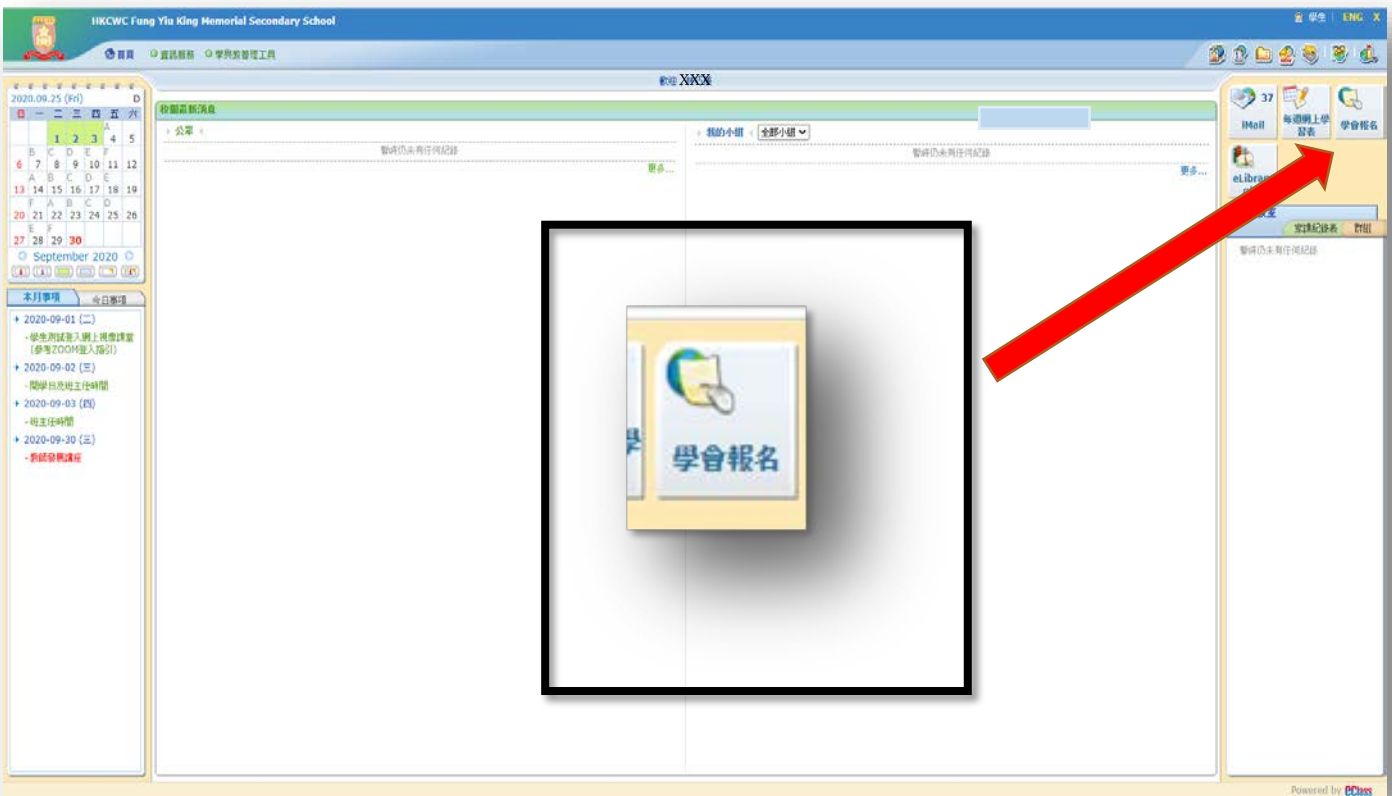 HKCWC Fung Yiu King Memorial Secondary School
學生 | ENG X
首頁 資訊服務 學與教管理工具
歡迎 XXX
2020.09.25 (Fri) D
日 一 二 三 四 五 六
A
1 2 3 4 5
B C D E F
6 7 8 9 10 11 12
A B C D E
13 14 15 16 17 18 19
F A B C D
20 21 22 23 24 25 26
E F
27 28 29 30
September 2020
本月事項 今日事項
2020-09-01 (二)
-學生測試登入網上視像課堂
(參考ZOOM登入指引)
2020-09-02 (三)
-開學日及班主任時間
2020-09-03 (四)
-班主任時間
2020-09-30 (三)
-教師發展講座
校園最新消息
公眾
暫時仍未有任何紀錄
更多...
我的小組 全部小組
暫時仍未有任何紀錄
更多...
學會報名
37
iMail
每週網上學
習表
學會報名
eLibrar
家課紀錄表 群組
暫時仍未有任何紀錄
Powered by eClass